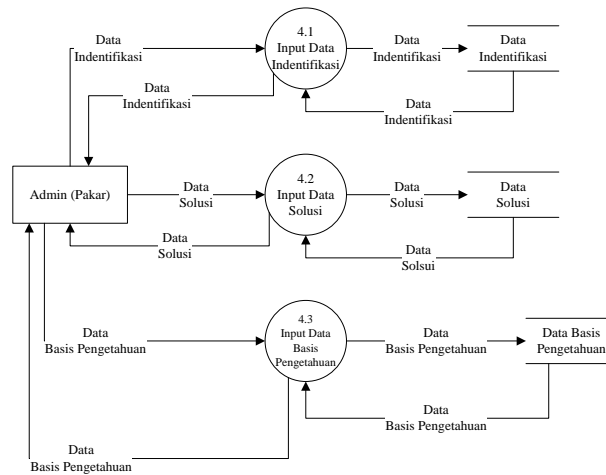 Data
Indentifikasi
4.1
Input Data
Indentifikasi
Data
Indentifikasi
Data
Indentifikasi
Data
Indentifikasi
Data
Indentifikasi
Admin (Pakar)
Data
Solusi
4.2
Input Data
Solusi
Data
Solusi
Data
Solusi
Data
Solusi
Data
Solsui
Data
Basis Pengetahuan
4.3
Input Data
Basis
Pengetahuan
Data
Basis Pengetahuan
Data Basis
Pengetahuan
Data
Basis Pengetahuan
Data
Basis Pengetahuan